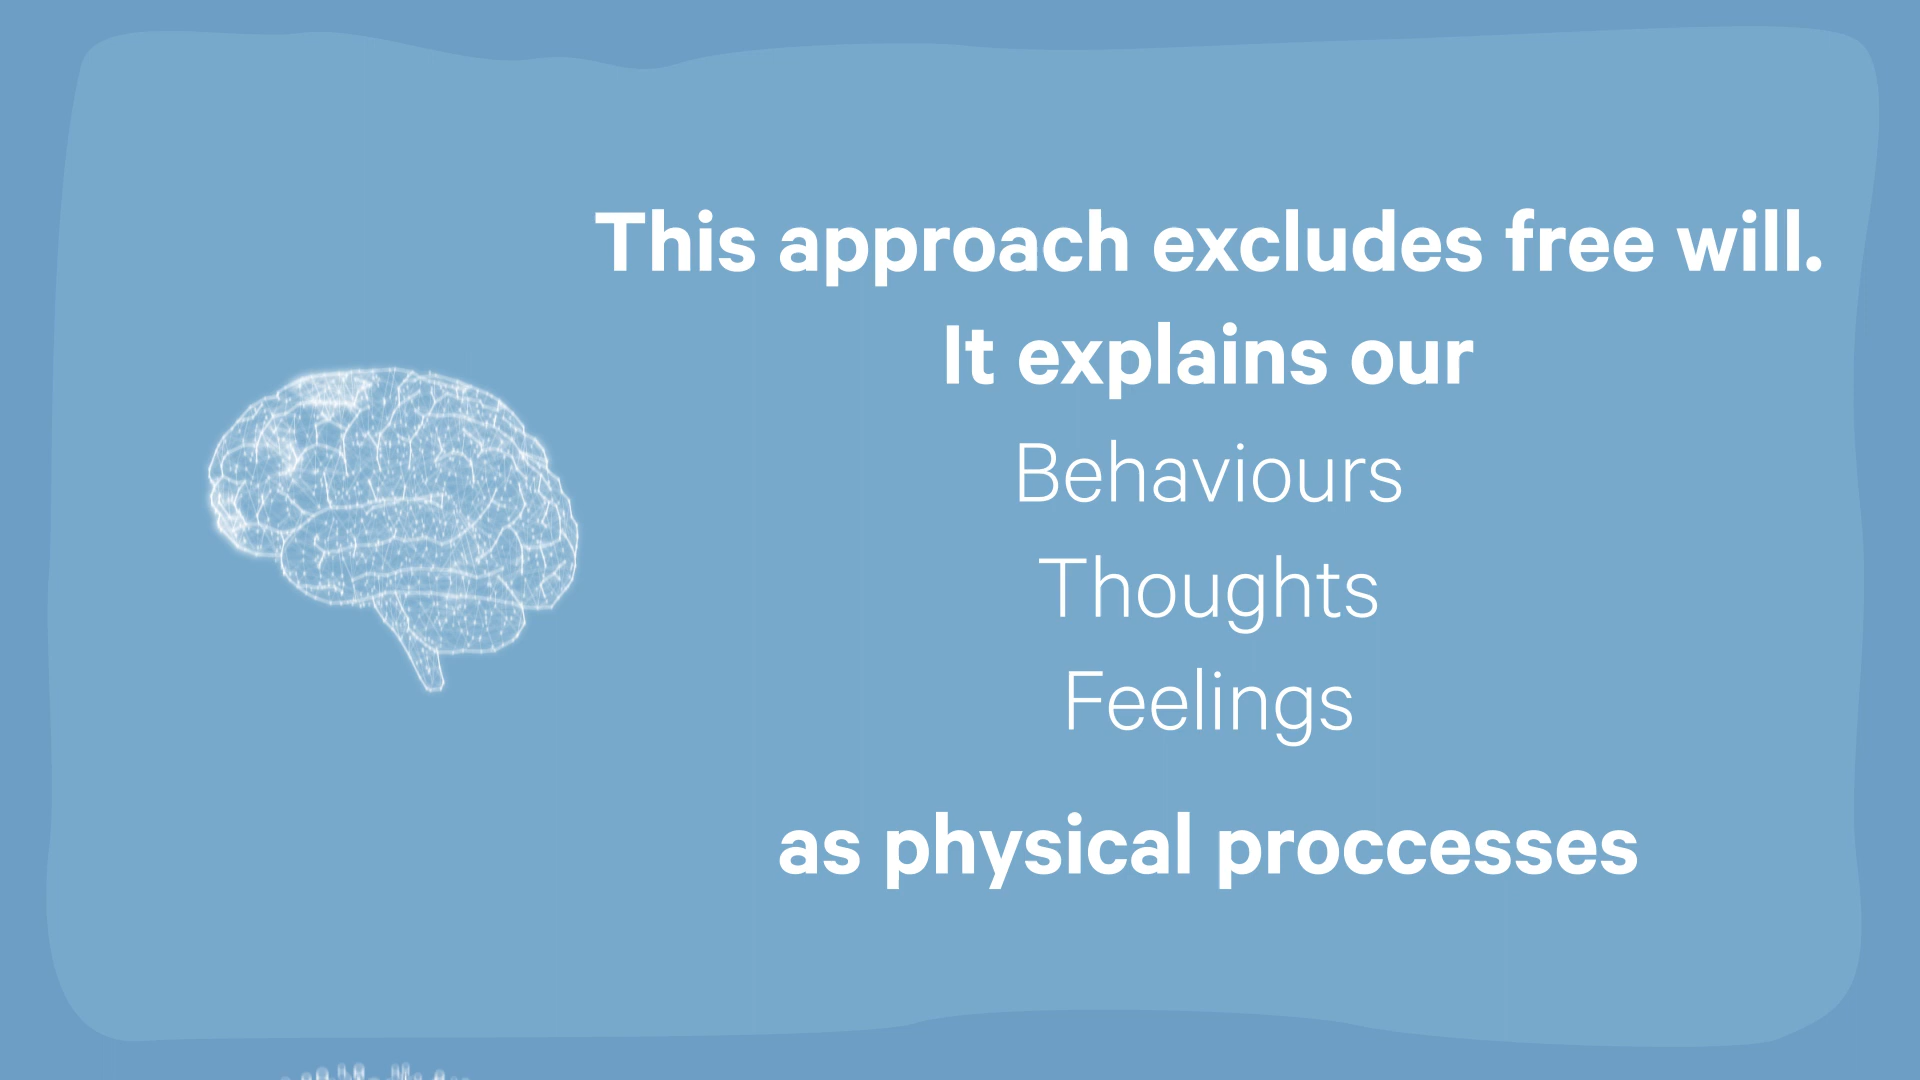 This approach excludes free will.
It explains our
Behaviours
Thoughts
Feelings
as physical proccesses